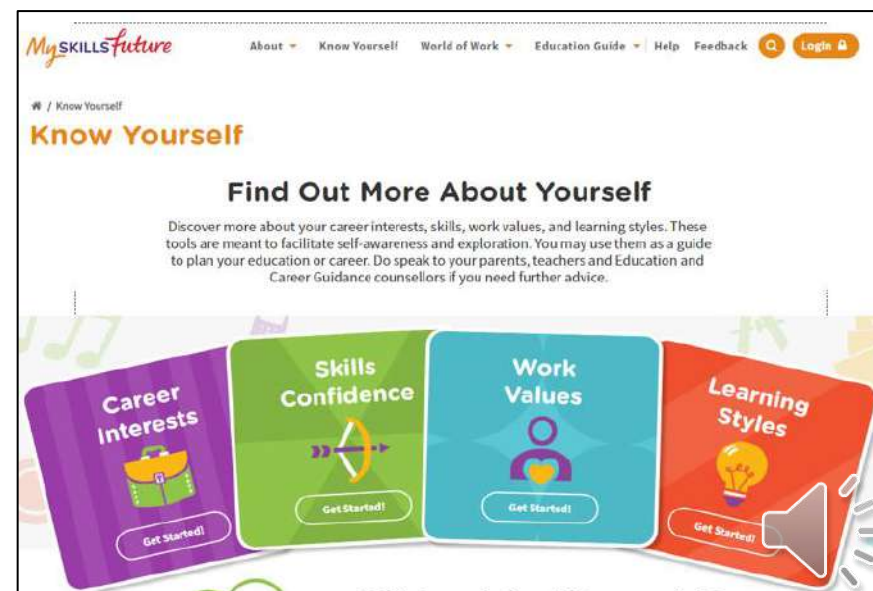 MySKILLSfuture
About Know Yourself World of Work Education Guide Help Feedback Login
/ Know Yourself
Know Yourself
Find Out More About Yourself
Discover more about your career interests, skills, work values, and learning styles. These
tools are meant to facilitate self-awareness and exploration. You may use them as a guide
to plan your education or career. Do speak to your parents, teachers and Education and
Career Guidance counsellors if you need further advice.
Career
Interests
Get Started!
Skills
Confidence
Get Started!
Work
Values
Get Started!
Learning
Styles
Get Started!